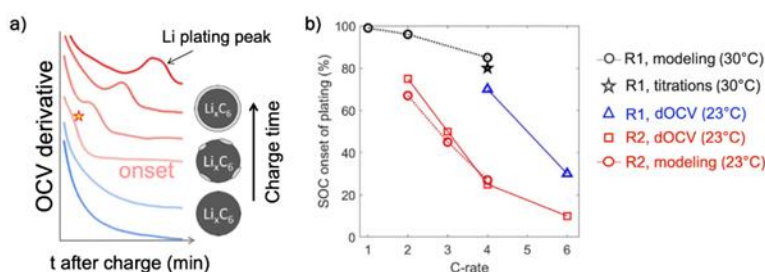 a)
Li plating peak
OCV derivative
onset
LiₓC₆
LiₓC₆
LiₓC₆
Charge time
t after charge (min)
b)
SOC onset of plating (%)
100
80
60
40
20
0
1
2
3
4
5
6
C-rate
R1, modeling (30°C)
R1, titrations (30°C)
R1, dOCV (23°C)
R2, dOCV (23°C)
R2, modeling (23°C)